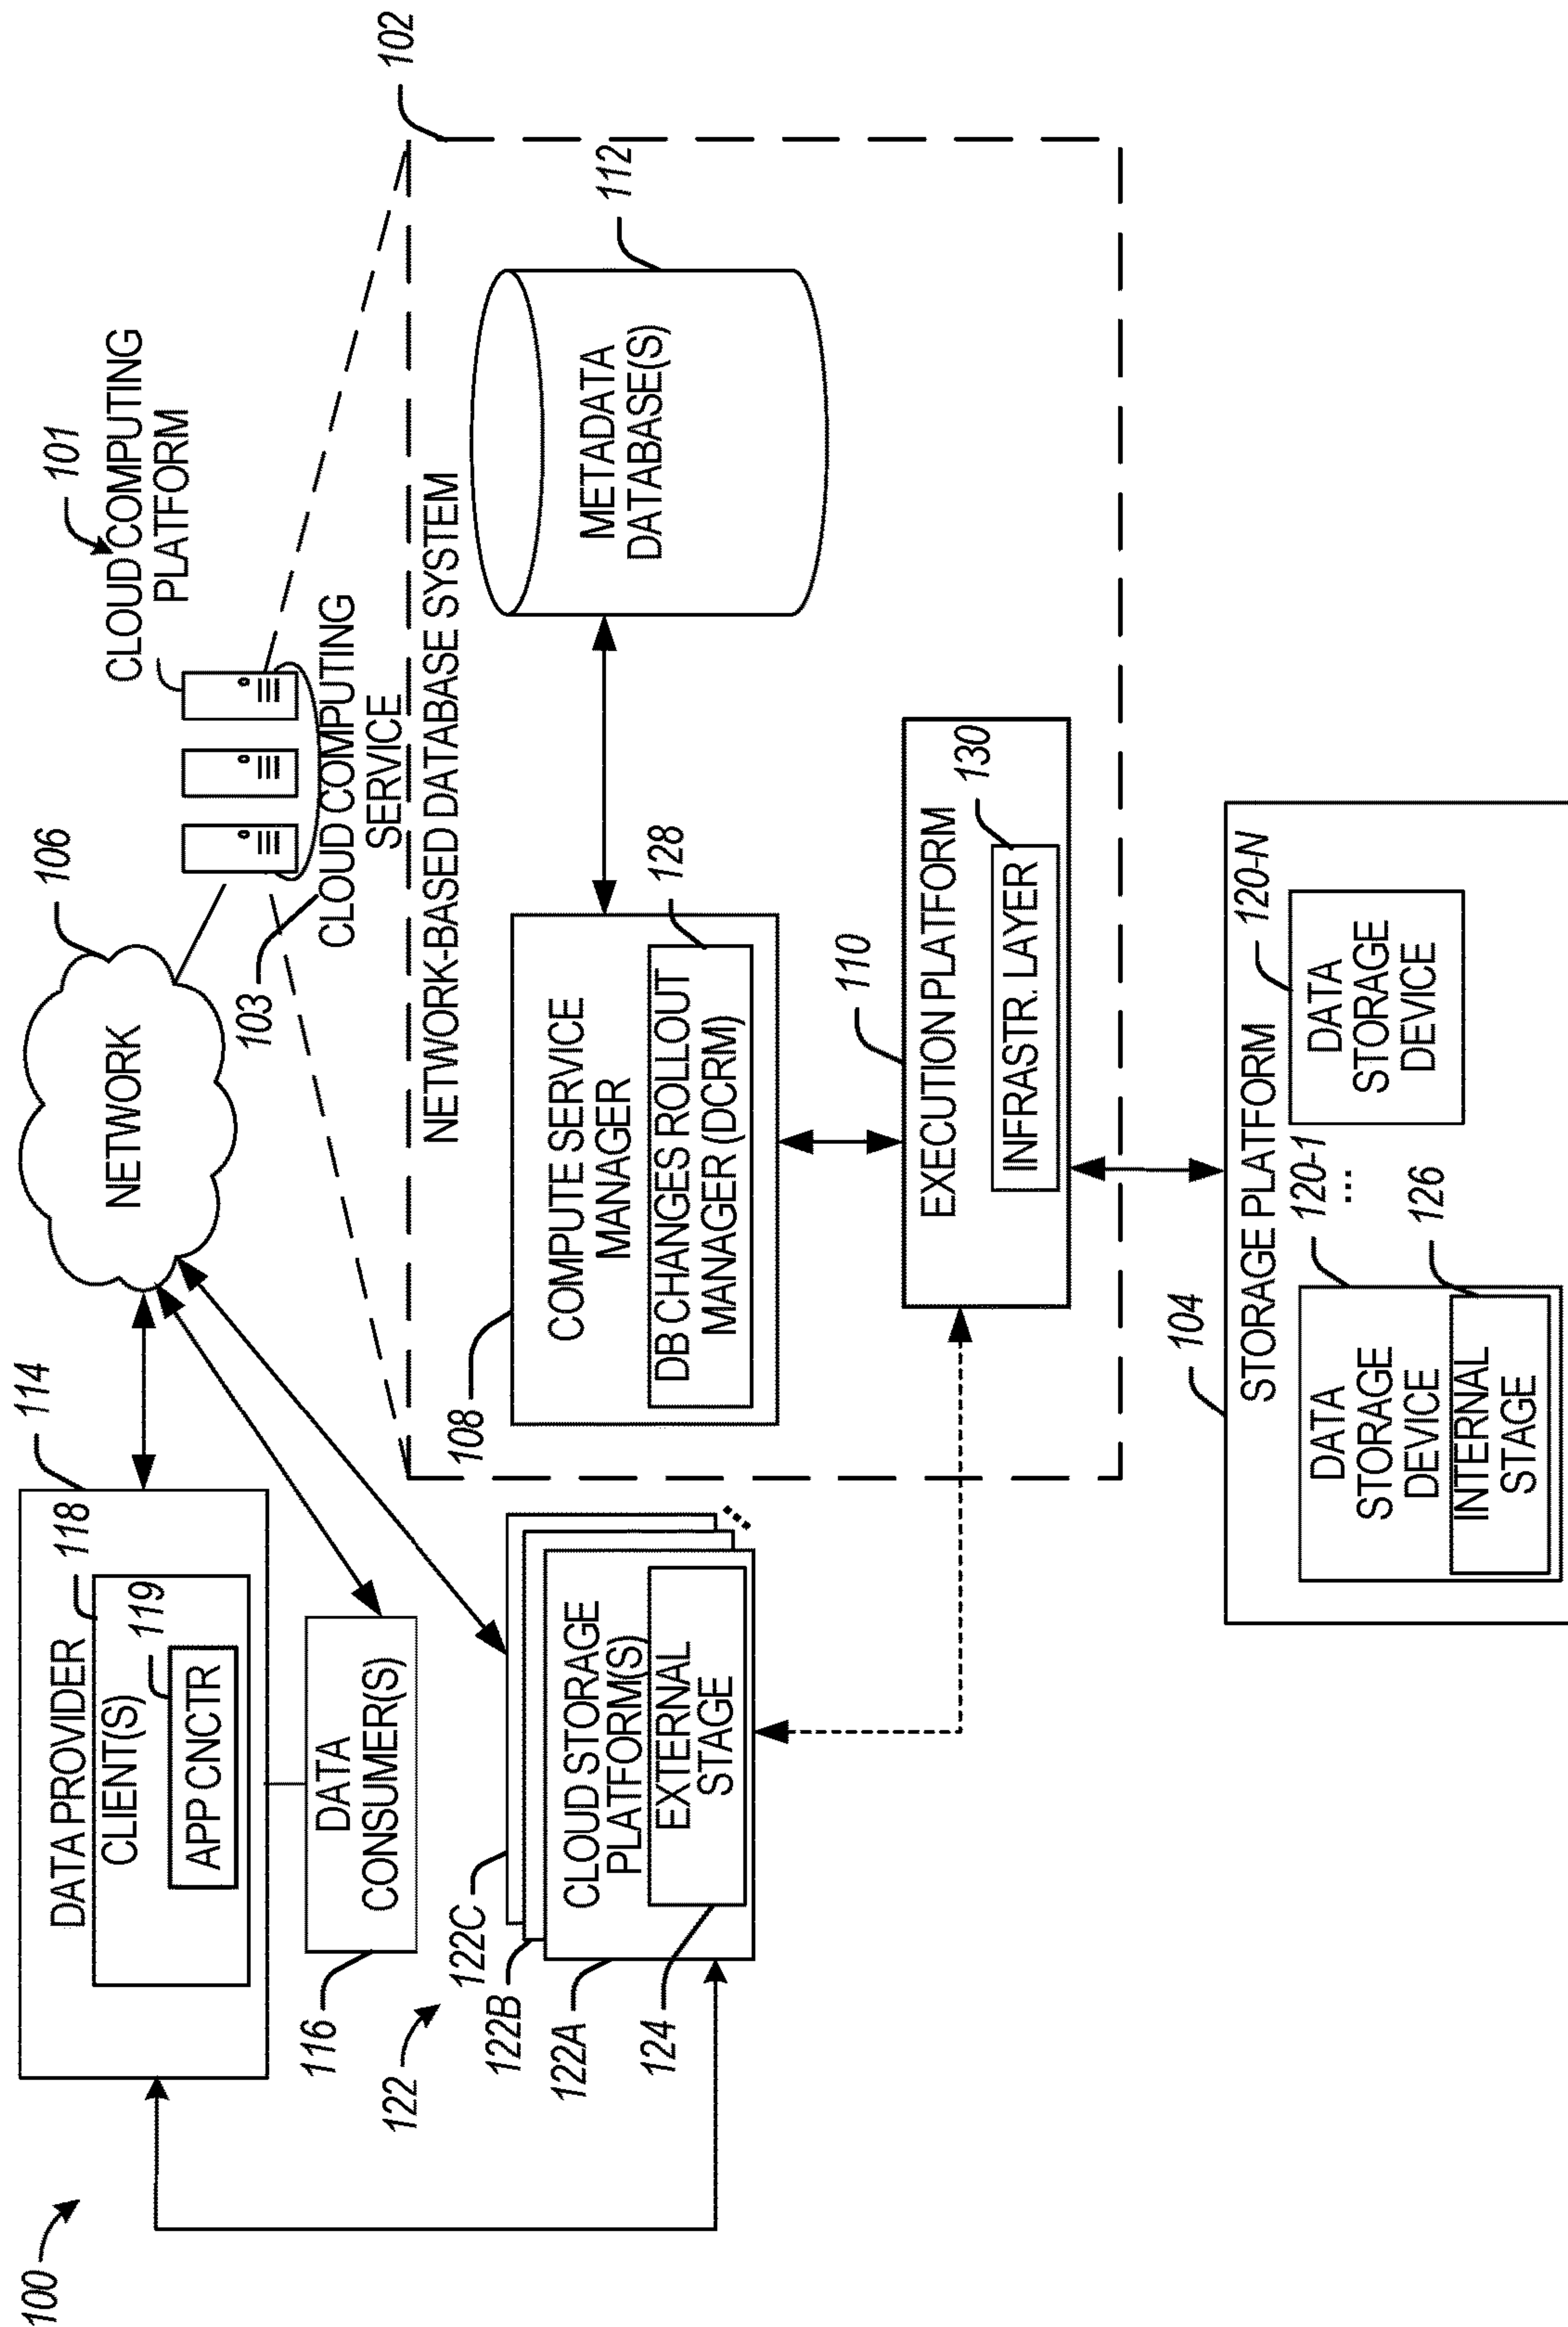 100
DATA PROVIDER
114
CLIENT(S)
118
APP CNCTR
119
DATA
CONSUMER(S)
116
NETWORK
106
101
CLOUD COMPUTING
PLATFORM
103
CLOUD COMPUTING
SERVICE
102
122
122C
122B
122A
CLOUD STORAGE
PLATFORM(S)
EXTERNAL
STAGE
124
NETWORK-BASED DATABASE SYSTEM
108
COMPUTE SERVICE
MANAGER
128
DB CHANGES ROLLOUT
MANAGER (DCRM)
METADATA
DATABASE(S)
112
110
EXECUTION PLATFORM
130
INFRASTR. LAYER
104
STORAGE PLATFORM
120-1
DATA
STORAGE
DEVICE
126
INTERNAL
STAGE
...
120-N
DATA
STORAGE
DEVICE